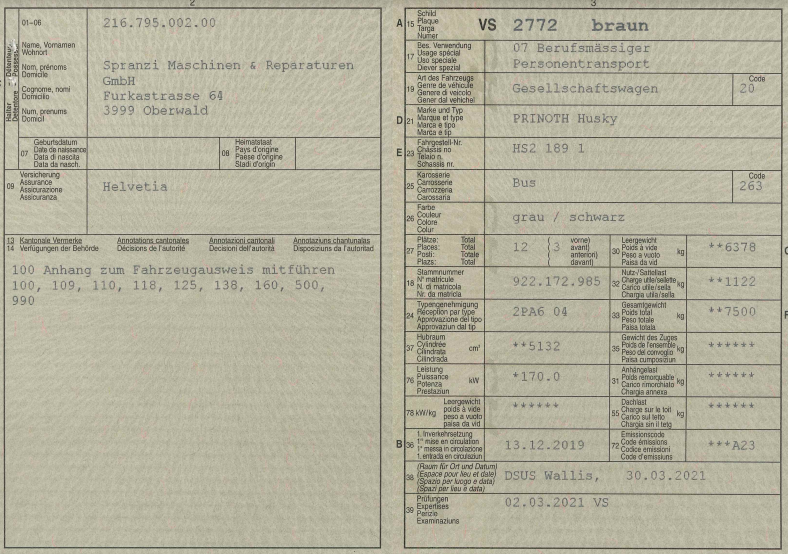 2
01-06
216.795.002.00
Name, Vornamen
Wohnort
Nom, prénoms
Domicile
Cognome, nomi
Domicilio
Num, prenums
Domicil
Spranzi Maschinen & Reparaturen
GmbH
Furkastrasse 64
3999 Oberwald
07
Geburtsdatum
Date de naissance
Data di nascita
Data da nasch.
08
Heimatstaat
Pays d'origine
Paese d'origine
Stadi d'origin
09
Versicherung
Assurance
Assicurazione
Assicuranza
Helvetia
13 Kantonale Vermerke Annotations cantonales Annotazioni cantonali Annotaziuns chantunalas
14 Verfügungen der Behörde Décisions de l'autorité Decisioni dell'autorità Disposiziuns da l'autoritad
100 Anhang zum Fahrzeugausweis mitführen
100, 109, 110, 118, 125, 138, 160, 500,
990
3
A 15
Schild
Plaque
Targa
Numer
VS 2772 braun
17
Bes. Verwendung
Usage spécial
Uso speciale
Diever spezial
07 Berufsmässiger
Personentransport
19
Art des Fahrzeugs
Genre de véhicule
Genere di veicolo
Gener dal vehichel
Gesellschaftswagen
Code
20
D 21
Marke und Typ
Marque et type
Marca e tipo
Marca e tip
PRINOTH Husky
E 23
Fahrgestell-Nr.
Châssis no
Telaio n.
Schassis nr.
HS2 189 1
25
Karosserie
Carrosserie
Carrozzeria
Carossaria
Bus
Code
263
26
Farbe
Couleur
Colore
Colur
grau / schwarz
27
Plätze: Total
Places: Total
Posti: Totale
Plazs: Total
12 ( 3
vorne)
avant)
anteriori)
davant)
30
Leergewicht
Poids à vide
Peso a vuoto
Paisa da vid
kg
**6378
18
Stammnummer
N° matricule
N. di matricola
Nr. da matricla
922.172.985
32
Nutz-/Sattellast
Charge utile/sellette
Carico utile/sella
Chargia utila/sella
kg
**1122
24
Typengenehmigung
Réception par type
Approvazione del tipo
Approvaziun dal tip
2PA6 04
33
Gesamtgewicht
Poids total
Peso totale
Paisa totala
kg
**7500
37
Hubraum
Cylindrée
Cilindrata
Cilindrada
cm³
**5132
35
Gewicht des Zuges
Poids de l'ensemble
Peso del convoglio
Paisa cumposiziun
kg
******
76
Leistung
Puissance
Potenza
Prestaziun
kW
*170.0
31
Anhängelast
Poids remorquable
Carico rimorchiato
Chargia annexa
kg
******
78 kW/kg
Leergewicht
poids à vide
peso a vuoto
paisa da vid
******
55
Dachlast
Charge sur le toit
Carico sul tetto
Chargia sin il tetg
kg
******
B 36
1. Inverkehrsetzung
1re mise en circulation
1a messa in circolazione
1. entrada en circulaziun
13.12.2019
72
Emissionscode
Code émissions
Codice emissioni
Code d'emissiuns
***A23
38
(Raum für Ort und Datum)
(Espace pour lieu et date)
(Spazio per luogo e data)
(Spazi per lieu e data)
DSUS Wallis, 30.03.2021
39
Prüfungen
Expertises
Perizie
Examinaziuns
02.03.2021 VS